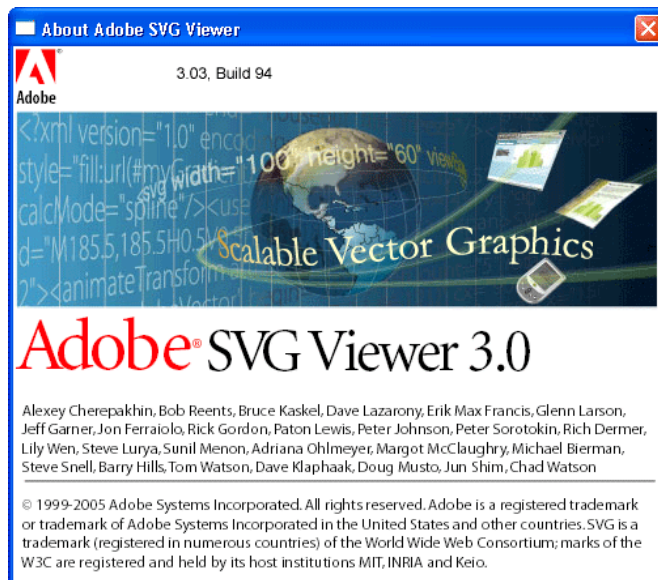 About Adobe SVG Viewer
Adobe
3.03, Build 94
<?xml version="1.0" encod
style="fill:url(#my
<svg width="100" height="60" view
calcMode="spline"/><use
d="M185.5,185.5H0.5
Scalable Vector Graphics
2"><animateTransform
Adobe® SVG Viewer 3.0
Alexey Cherepakhin, Bob Reents, Bruce Kaskel, Dave Lazarony, Erik Max Francis, Glenn Larson,
Jeff Garner, Jon Ferraiolo, Rick Gordon, Paton Lewis, Peter Johnson, Peter Sorotokin, Rich Dermer,
Lily Wen, Steve Lurya, Sunil Menon, Adriana Ohlmeyer, Margot McClaughry, Michael Bierman,
Steve Snell, Barry Hills, Tom Watson, Dave Klaphaak, Doug Musto, Jun Shim, Chad Watson
© 1999-2005 Adobe Systems Incorporated. All rights reserved. Adobe is a registered trademark
or trademark of Adobe Systems Incorporated in the United States and other countries. SVG is a
trademark (registered in numerous countries) of the World Wide Web Consortium; marks of the
W3C are registered and held by its host institutions MIT, INRIA and Keio.